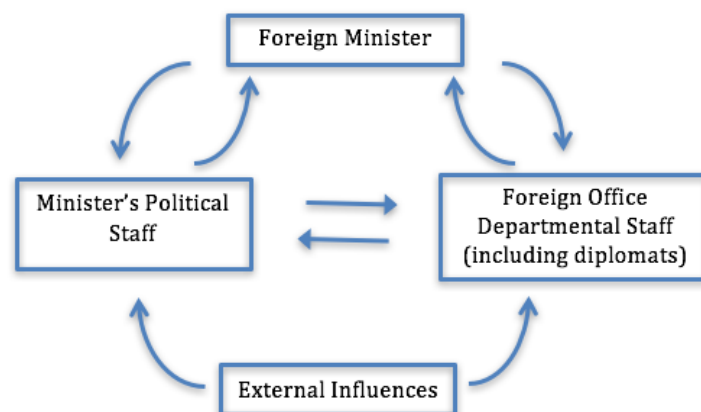 Foreign Minister
Minister’s Political
Staff
Foreign Office
Departmental Staff
(including diplomats)
External Influences